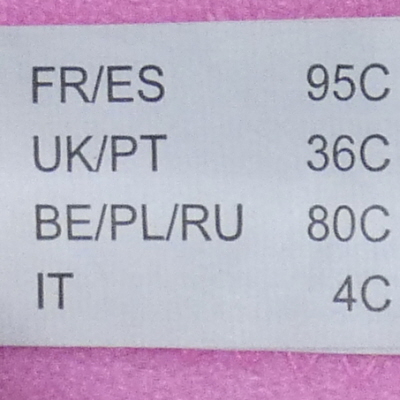 FR/ES 95C
UK/PT 36C
BE/PL/RU 80C
IT 4C